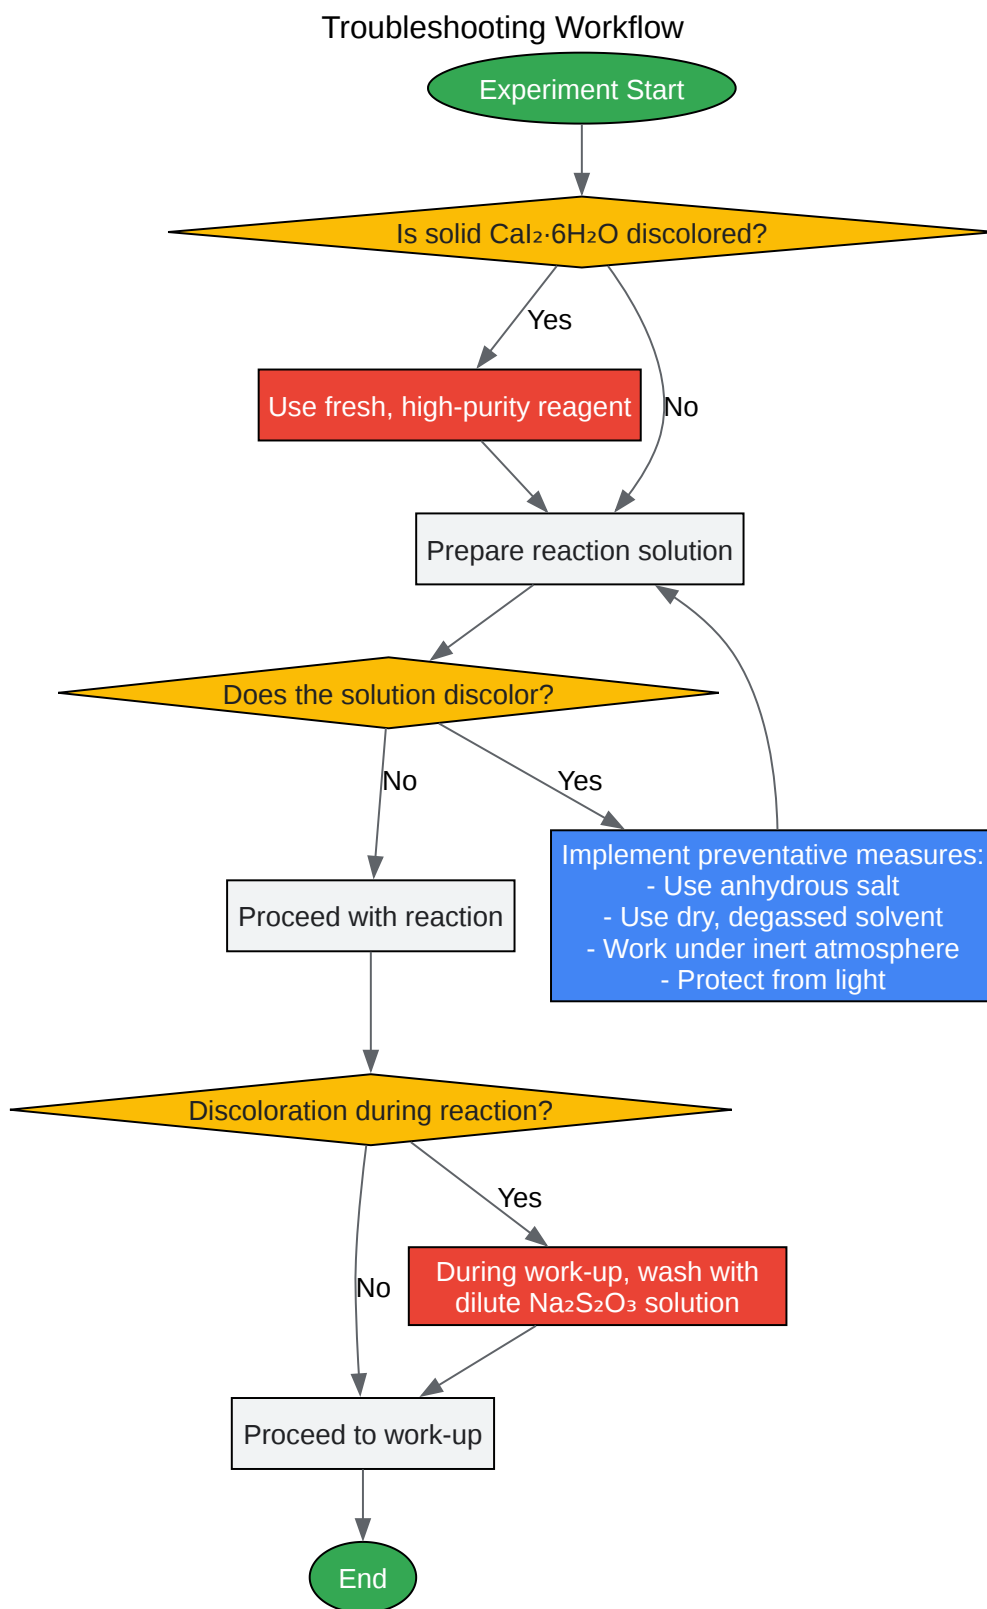 Troubleshooting Workflow
Experiment Start
Is solid CaI₂·6H₂O discolored?
Yes
Use fresh, high-purity reagent
No
Prepare reaction solution
Does the solution discolor?
No
Yes
Implement preventative measures:
- Use anhydrous salt
- Use dry, degassed solvent
- Work under inert atmosphere
- Protect from light
Proceed with reaction
Discoloration during reaction?
Yes
No
During work-up, wash with
dilute Na₂S₂O₃ solution
Proceed to work-up
End